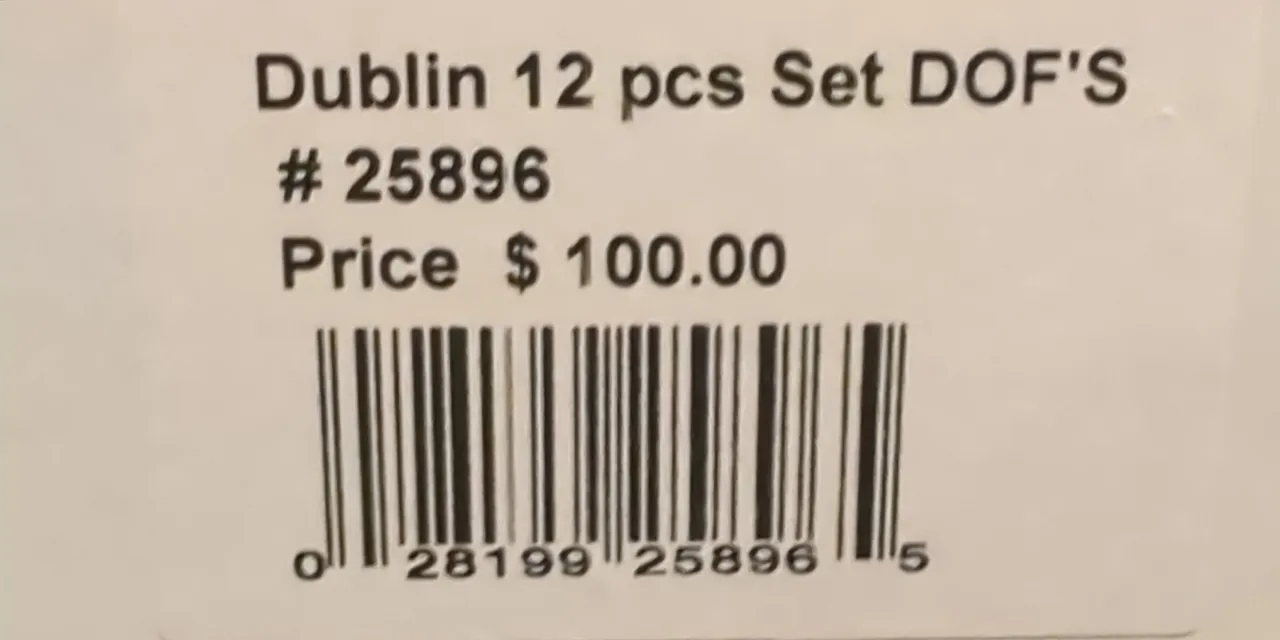 Dublin 12 pcs Set DOF'S
# 25896
Price $ 100.00
0 28199 25896 5